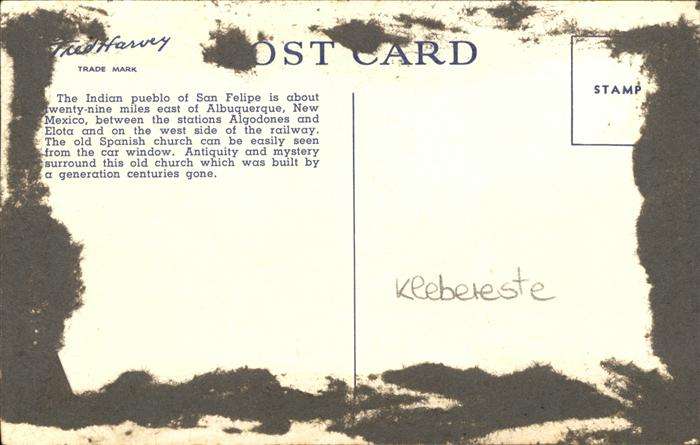 Fred Harvey
TRADE MARK
POST CARD
STAMP
The Indian pueblo of San Felipe is about
twenty-nine miles east of Albuquerque, New
Mexico, between the stations Algodones and
Elota and on the west side of the railway.
The old Spanish church can be easily seen
from the car window. Antiquity and mystery
surround this old church which was built by
a generation centuries gone.
Klebereste